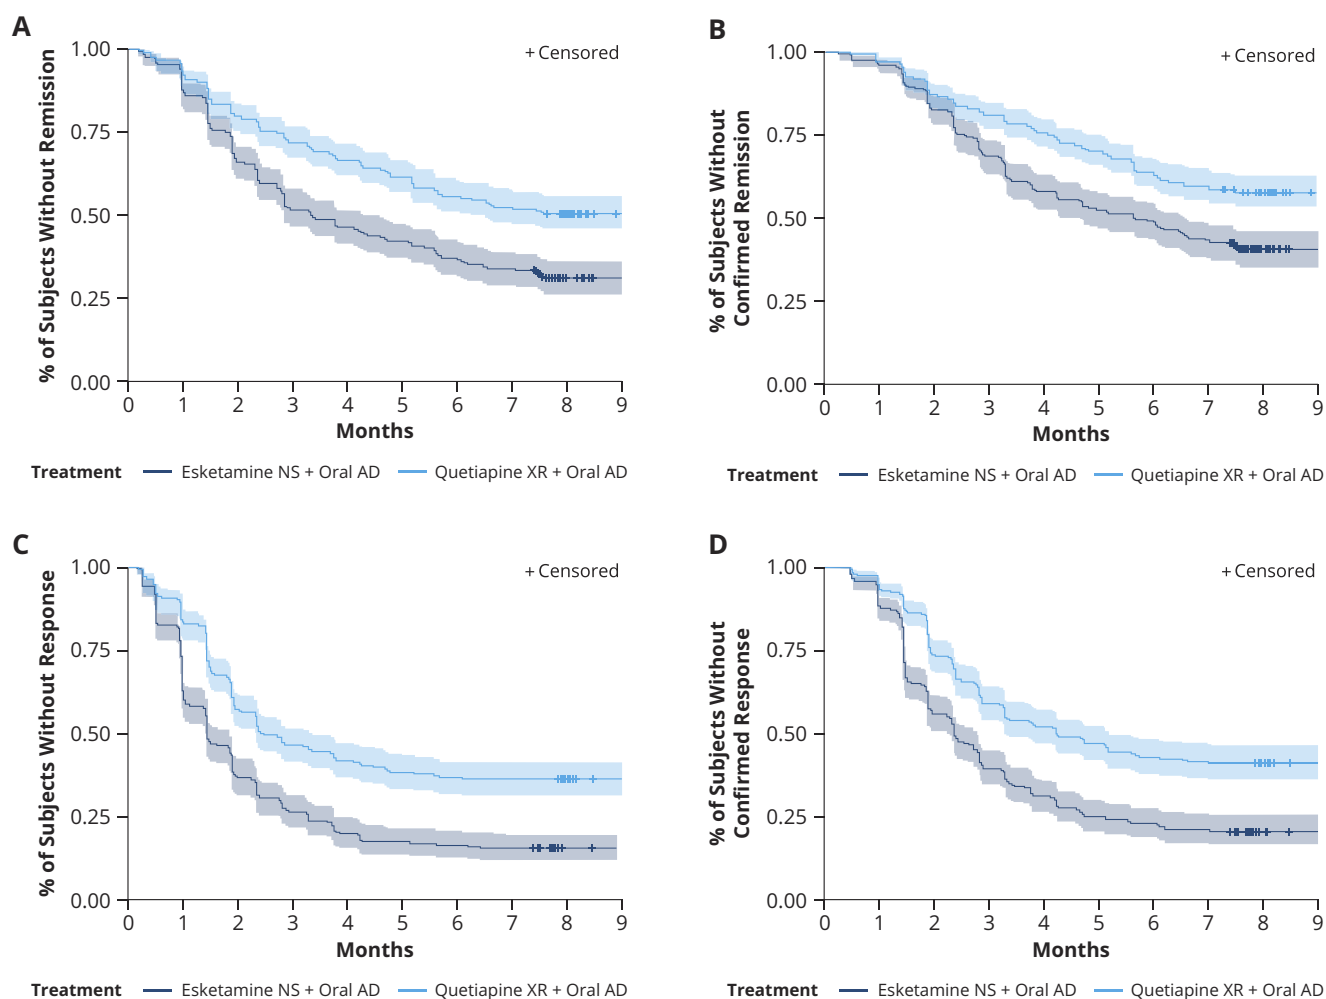 A
% of Subjects Without Remission
1.00
0.75
0.50
0.25
0.00
+ Censored
0 1 2 3 4 5 6 7 8 9
Months
Treatment Esketamine NS + Oral AD Quetiapine XR + Oral AD
B
% of Subjects Without
Confirmed Remission
1.00
0.75
0.50
0.25
0.00
+ Censored
0 1 2 3 4 5 6 7 8 9
Months
Treatment Esketamine NS + Oral AD Quetiapine XR + Oral AD
C
% of Subjects Without Response
1.00
0.75
0.50
0.25
0.00
+ Censored
0 1 2 3 4 5 6 7 8 9
Months
Treatment Esketamine NS + Oral AD Quetiapine XR + Oral AD
D
% of Subjects Without
Confirmed Response
1.00
0.75
0.50
0.25
0.00
+ Censored
0 1 2 3 4 5 6 7 8 9
Months
Treatment Esketamine NS + Oral AD Quetiapine XR + Oral AD